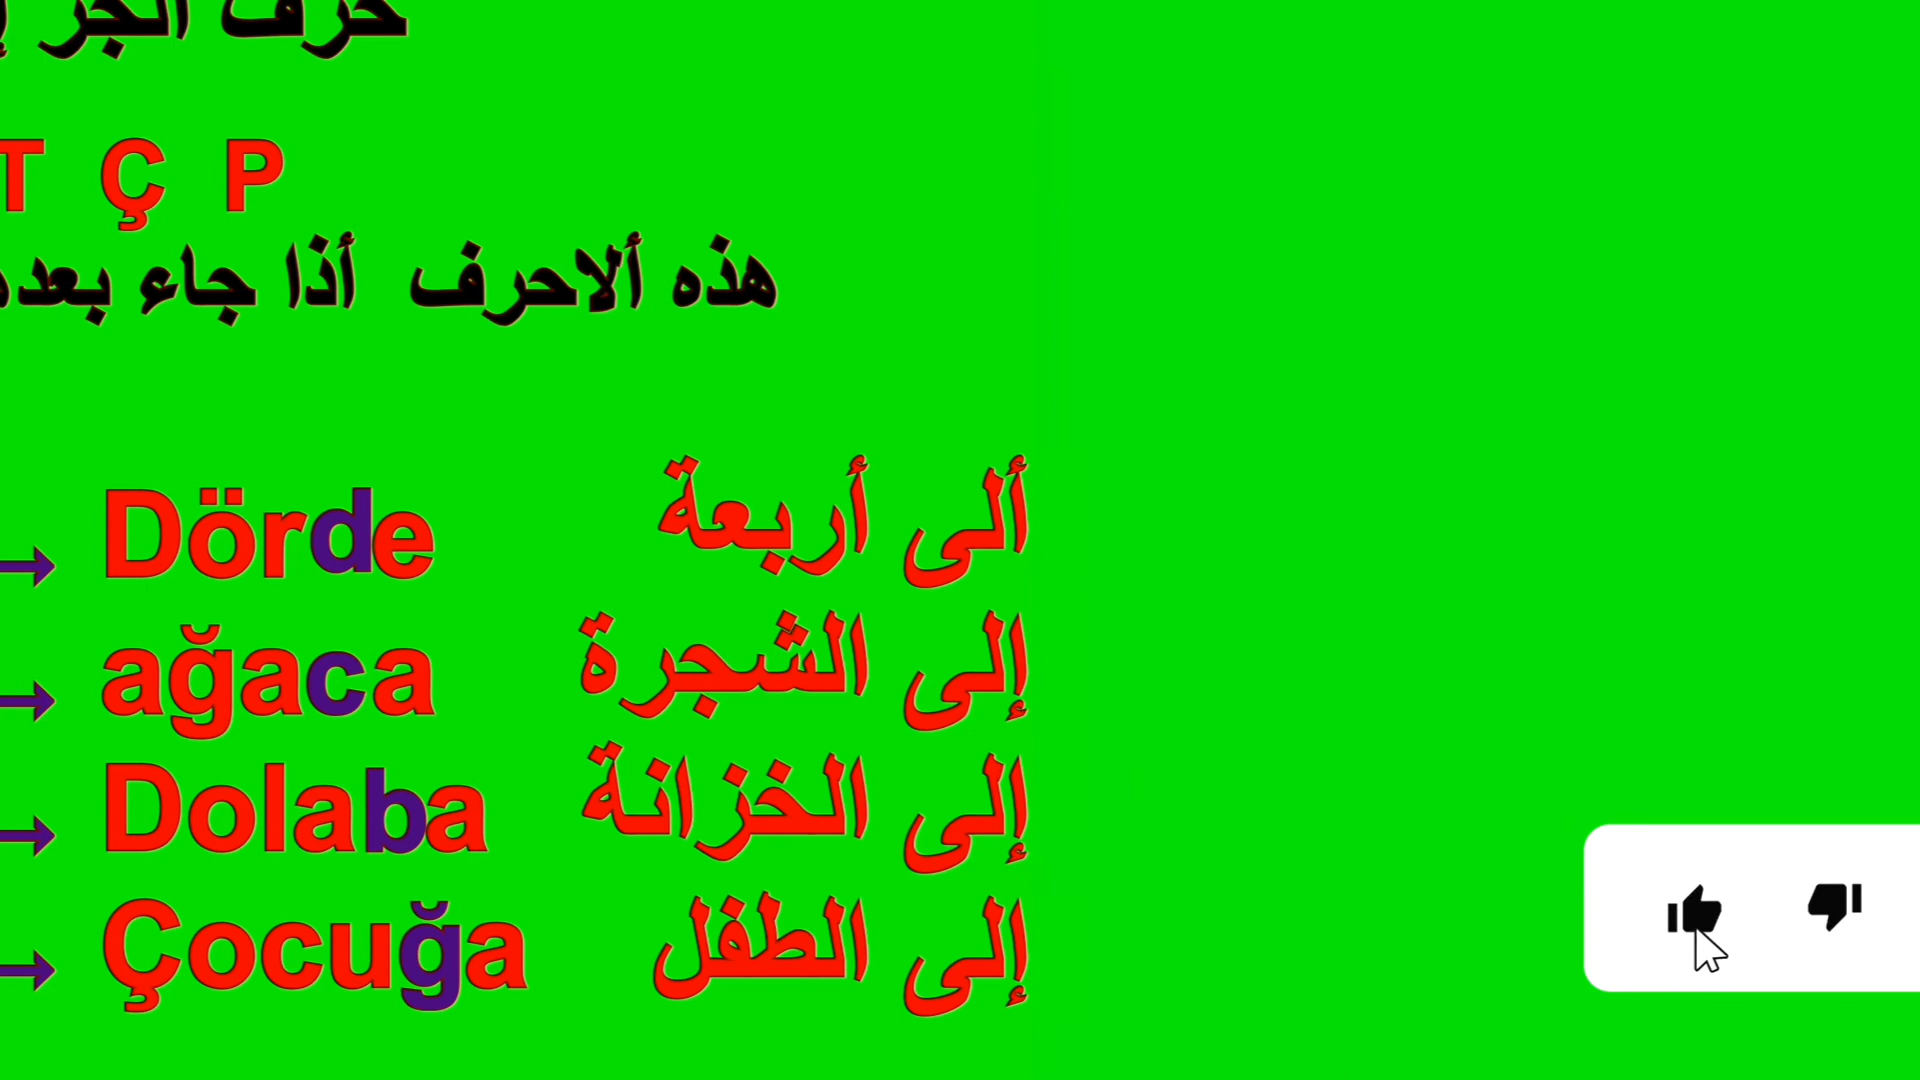 حرف الجر
T Ç P
هذه ألاحرف أذا جاء
→ Dörde ألى أربعة
→ ağaca إلى الشجرة
→ Dolaba إلى الخزانة
→ Çocuğa إلى الطفل